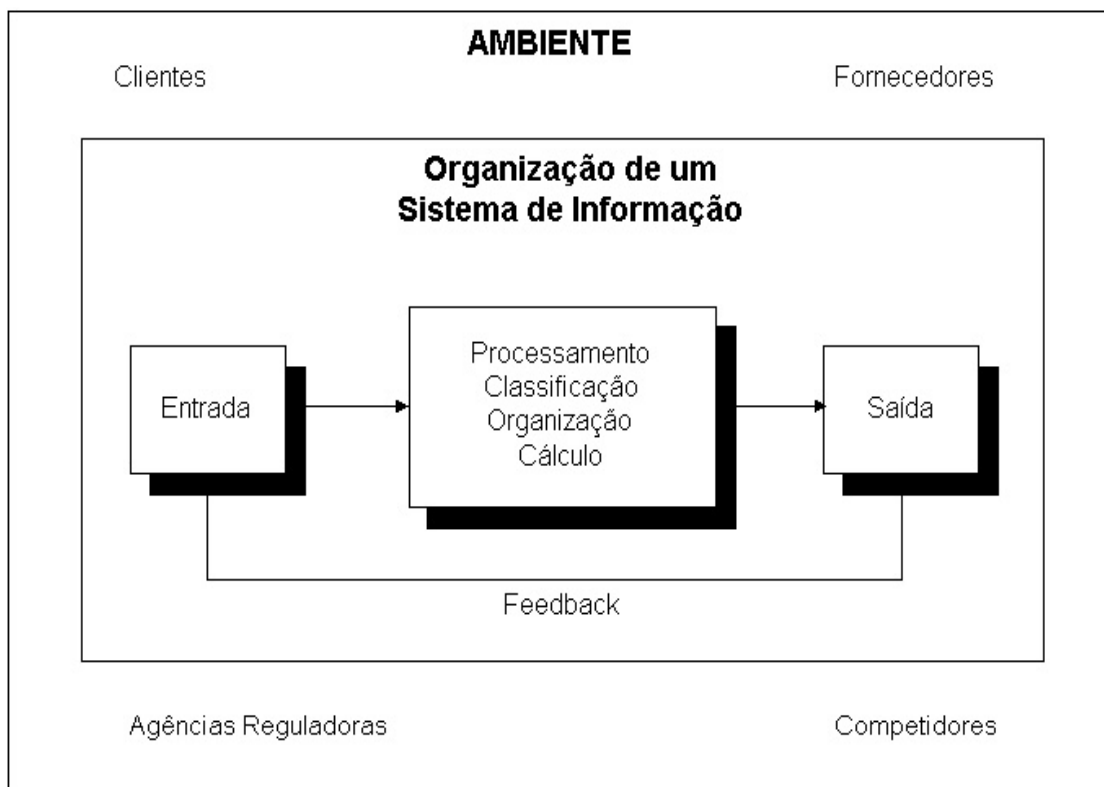 AMBIENTE
Clientes
Fornecedores
Organização de um
Sistema de Informação
Entrada
Processamento
Classificação
Organização
Cálculo
Saída
Feedback
Agências Reguladoras
Competidores